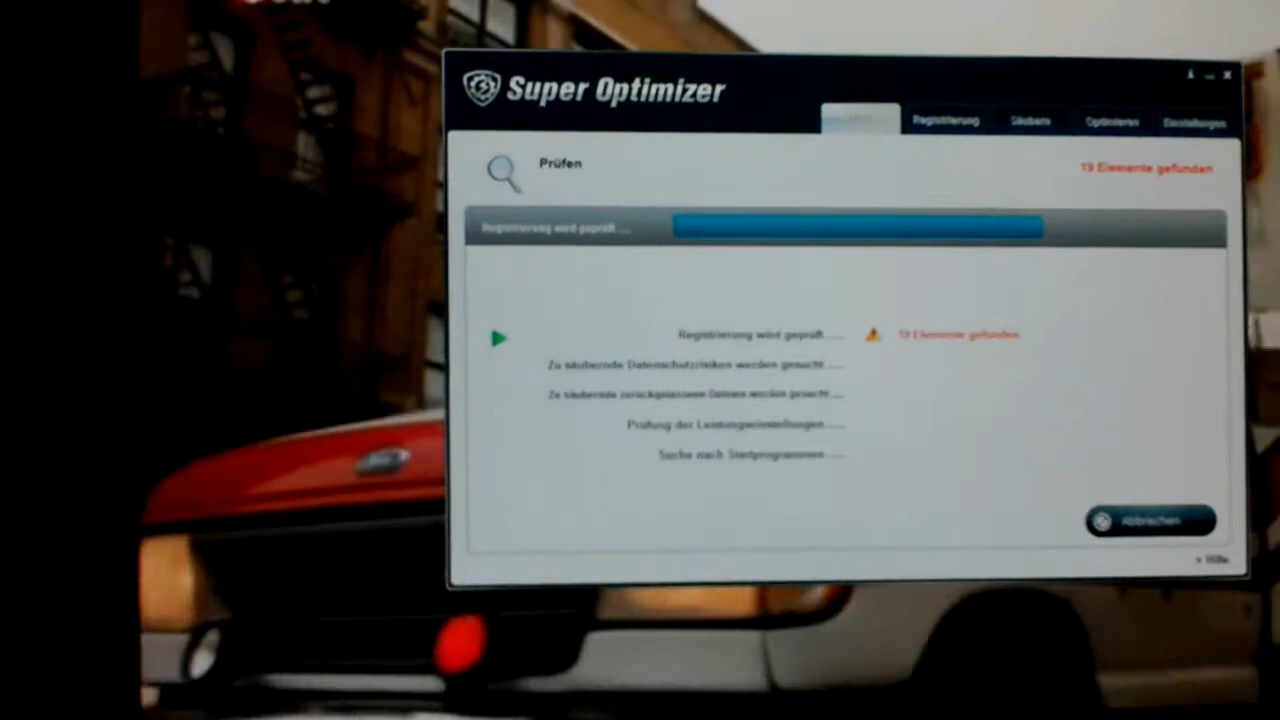 Super Optimizer
Registrierung Säubern Optimieren Einstellungen
Prüfen
19 Elemente gefunden
Registrierung wird geprüft ....
Registrierung wird geprüft ....
19 Elemente gefunden
Zu säubernde Datenschutzrisiken werden gesucht ....
Zu säubernde zurückgelassene Dateien werden gesucht ...
Prüfung der Leistungseinstellungen ....
Suche nach Startprogrammen ....
Abbrechen